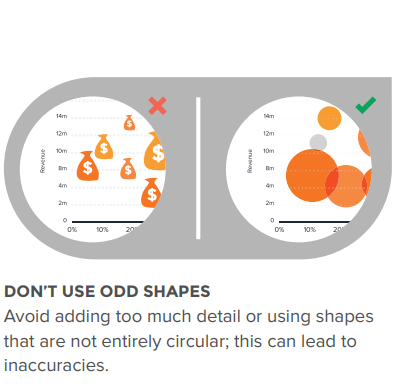 14m
12m
10m
8m
4m
2m
0
Revenue
0% 10% 20
$
$
$
$
$
$
14m
12m
10m
8m
4m
2m
0
Revenue
0% 10% 20
DON'T USE ODD SHAPES
Avoid adding too much detail or using shapes
that are not entirely circular; this can lead to
inaccuracies.